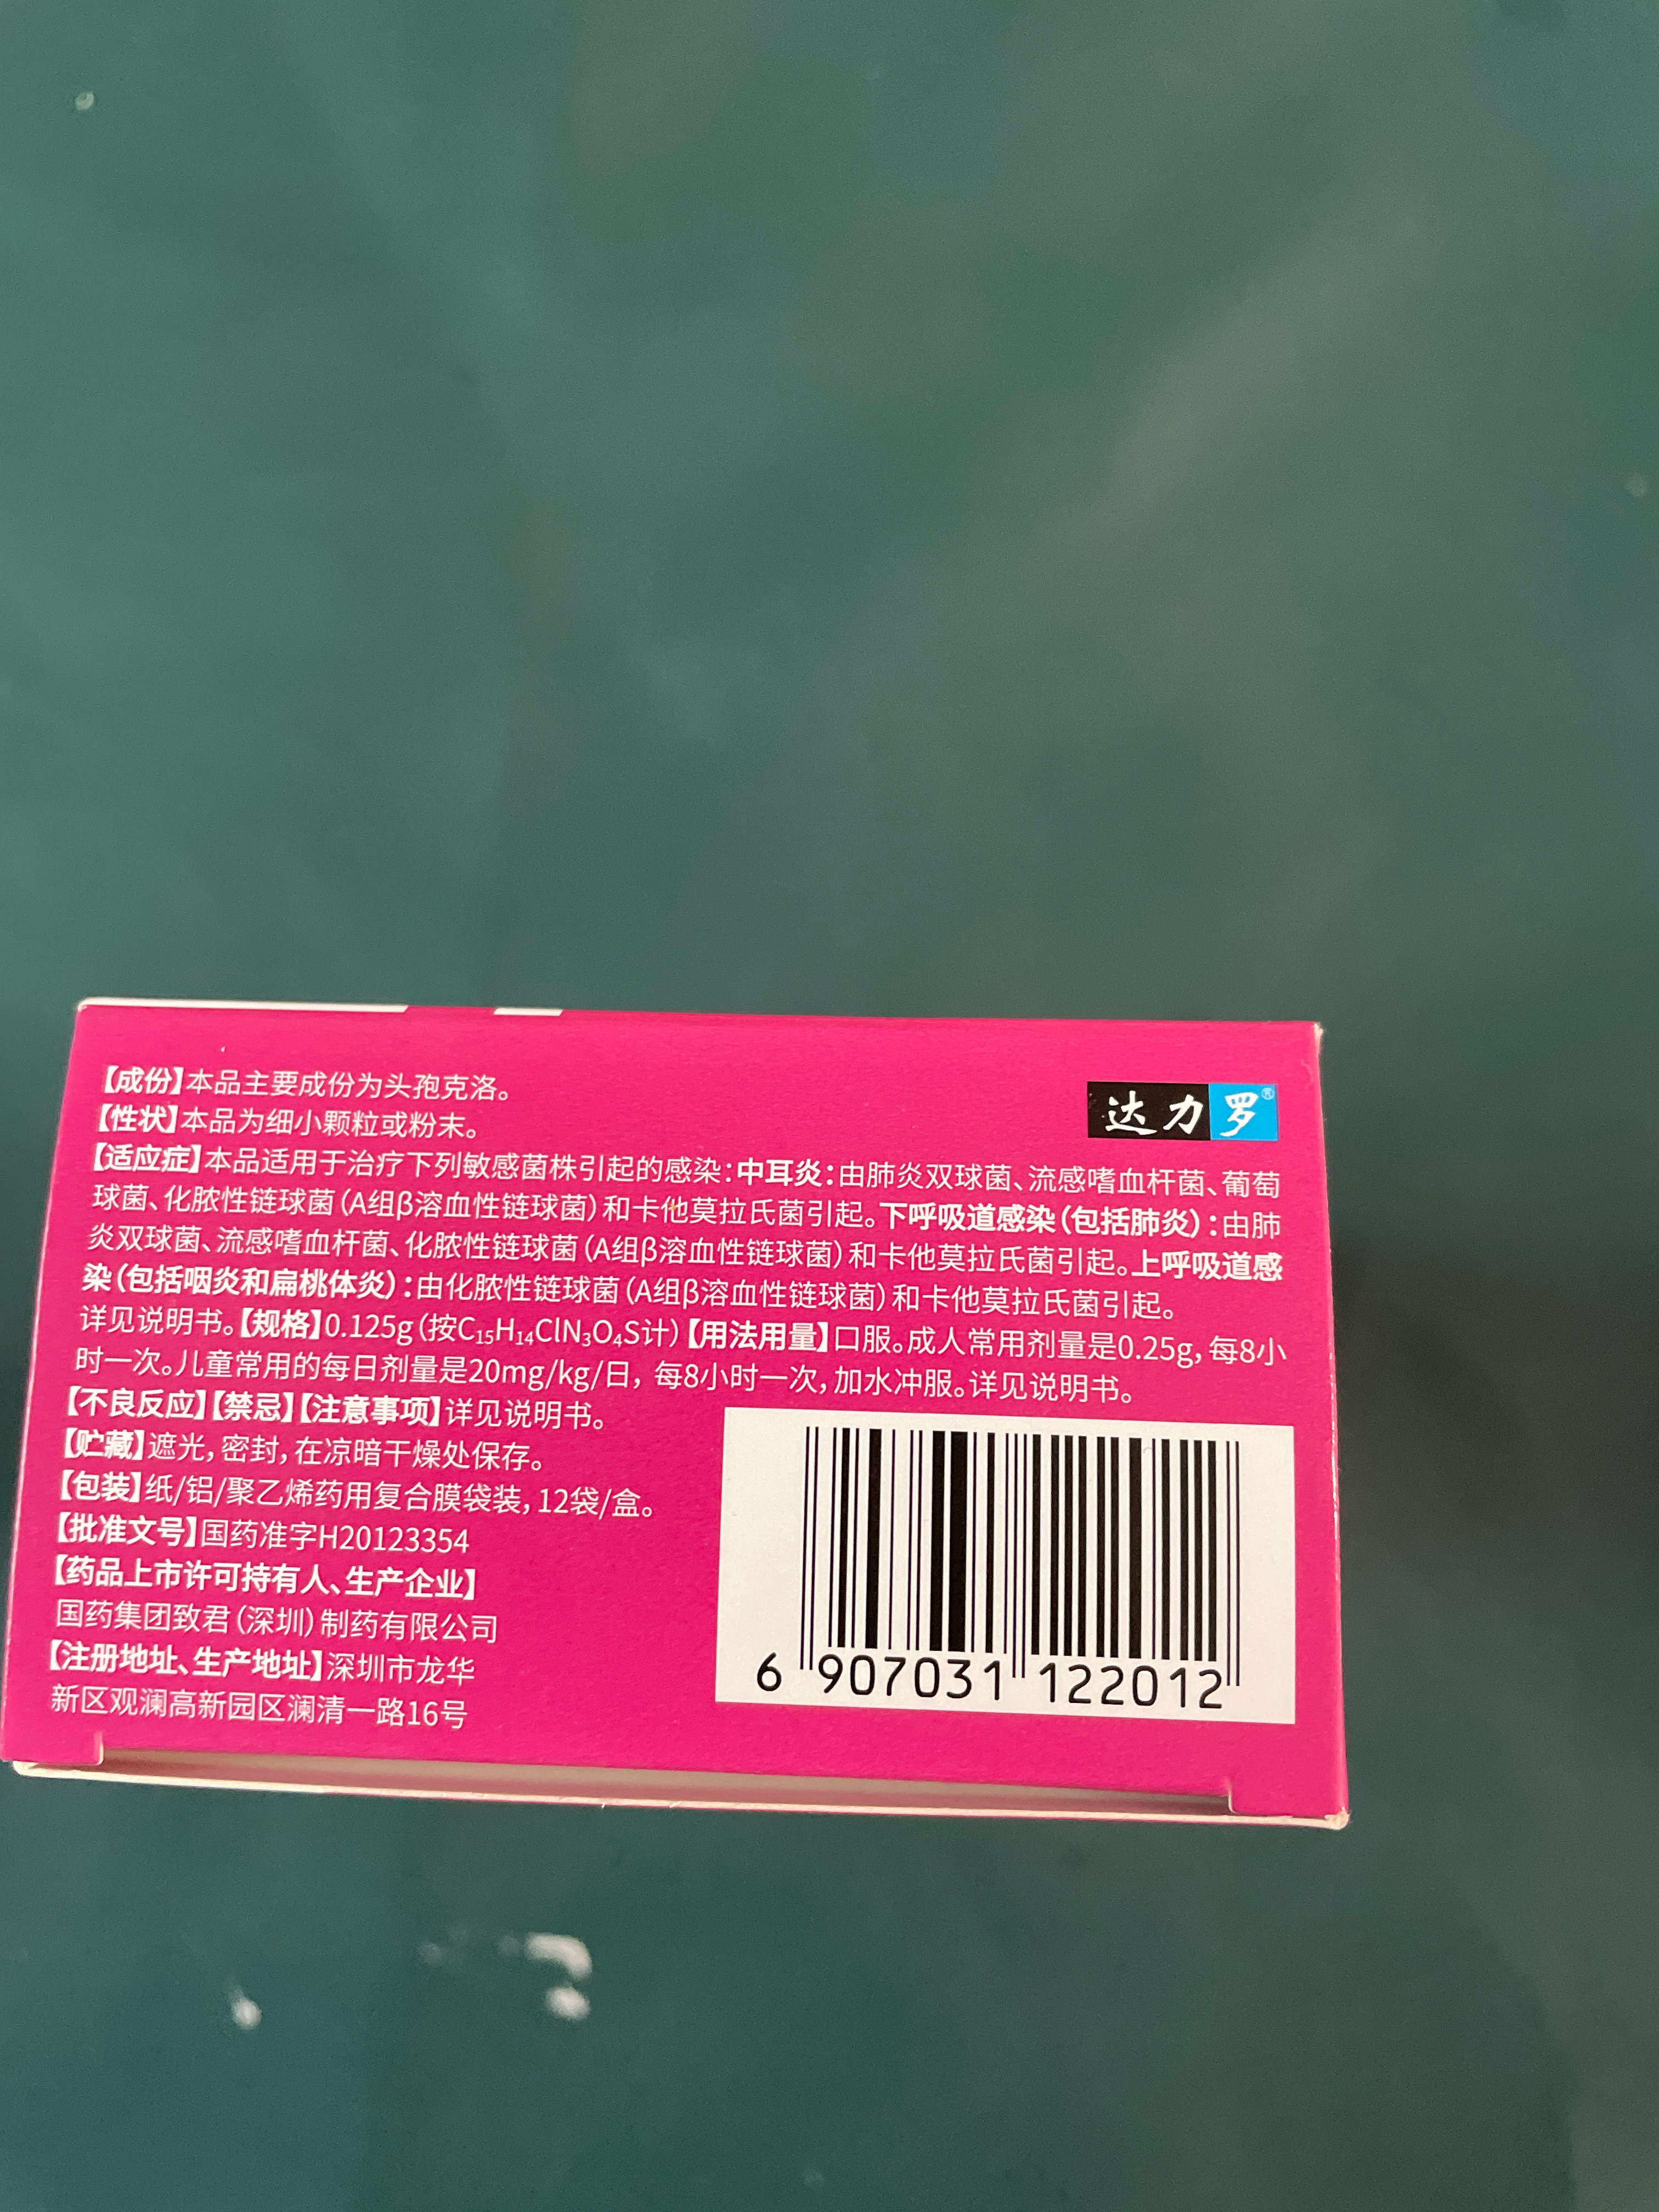 【成份】本品主要成份为头孢克洛。
达力罗®
【性状】本品为细小颗粒或粉末。
【适应症】本品适用于治疗下列敏感菌株引起的感染：中耳炎：由肺炎双球菌、流感嗜血杆菌、葡萄
球菌、化脓性链球菌（A组β溶血性链球菌）和卡他莫拉氏菌引起。下呼吸道感染（包括肺炎）：由肺
炎双球菌、流感嗜血杆菌、化脓性链球菌（A组β溶血性链球菌）和卡他莫拉氏菌引起。上呼吸道感
染（包括咽炎和扁桃体炎）：由化脓性链球菌（A组β溶血性链球菌）和卡他莫拉氏菌引起。
详见说明书。【规格】0.125g（按C₁₅H₁₄ClN₃O₄S计）【用法用量】口服。成人常用剂量是0.25g，每8小
时一次。儿童常用的每日剂量是20mg/kg/日，每8小时一次，加水冲服。详见说明书。
【不良反应】【禁忌】【注意事项】详见说明书。
【贮藏】遮光，密封，在凉暗干燥处保存。
【包装】纸/铝/聚乙烯药用复合膜袋装，12袋/盒。
【批准文号】国药准字H20123354
【药品上市许可持有人、生产企业】
国药集团致君（深圳）制药有限公司
【注册地址、生产地址】深圳市龙华
新区观澜高新园区澜清一路16号
6 907031 122012